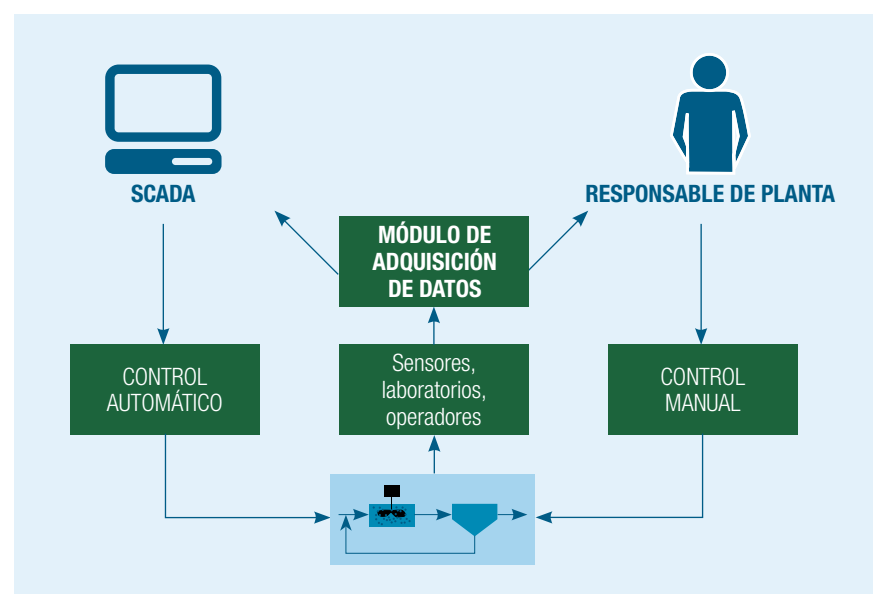 SCADA
RESPONSABLE DE PLANTA
MÓDULO DE
ADQUISICIÓN
DE DATOS
CONTROL
AUTOMÁTICO
Sensores,
laboratorios,
operadores
CONTROL
MANUAL